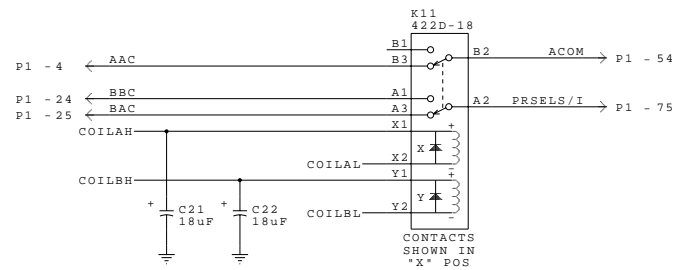 K11
422D-18
B1
B3
B2
ACOM
P1 -54
P1 -4
AAC
P1 -24
BBC
A1
P1 -25
BAC
A3
A2
PRSELS/I
P1 -75
COILAH
X1
+
X
COILAL
X2
-
COILBH
Y1
+
Y
COILBL
Y2
-
+
C21
18uF
+
C22
18uF
CONTACTS
SHOWN IN
"X" POS